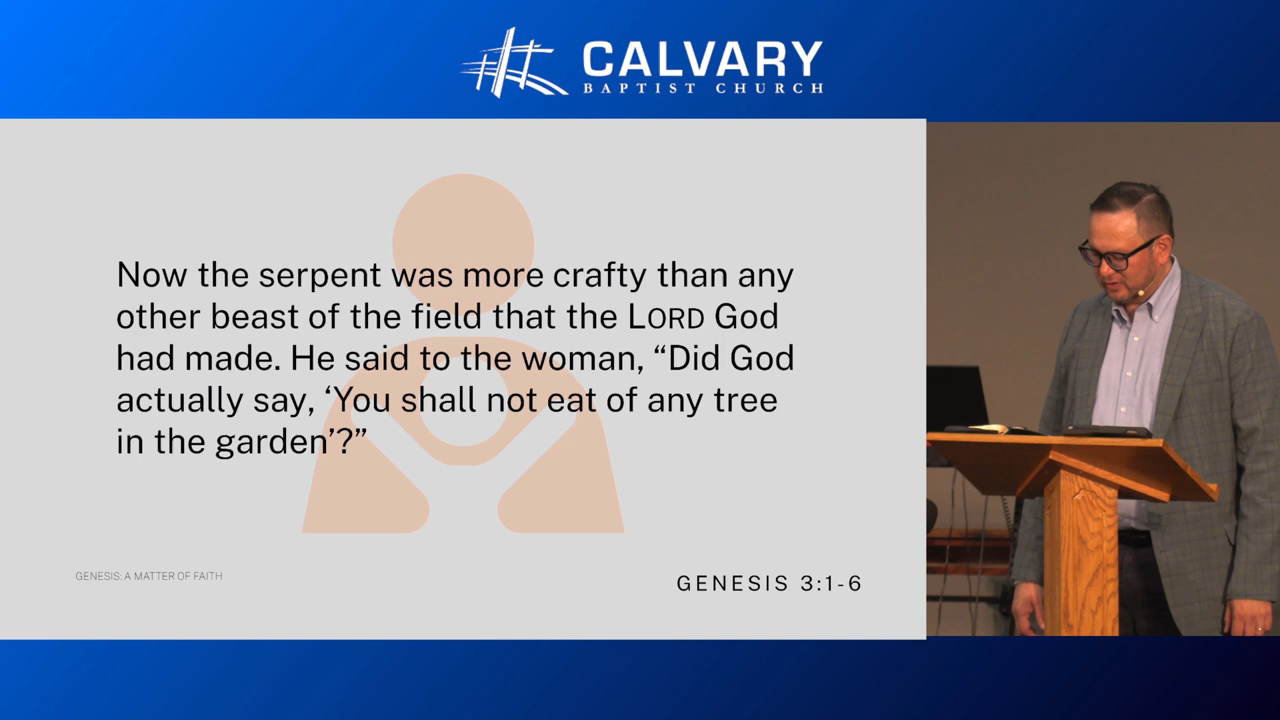 CALVARY
BAPTIST CHURCH
Now the serpent was more crafty than any
other beast of the field that the LORD God
had made. He said to the woman, “Did God
actually say, ‘You shall not eat of any tree
in the garden’?”
GENESIS: A MATTER OF FAITH
GENESIS 3:1-6